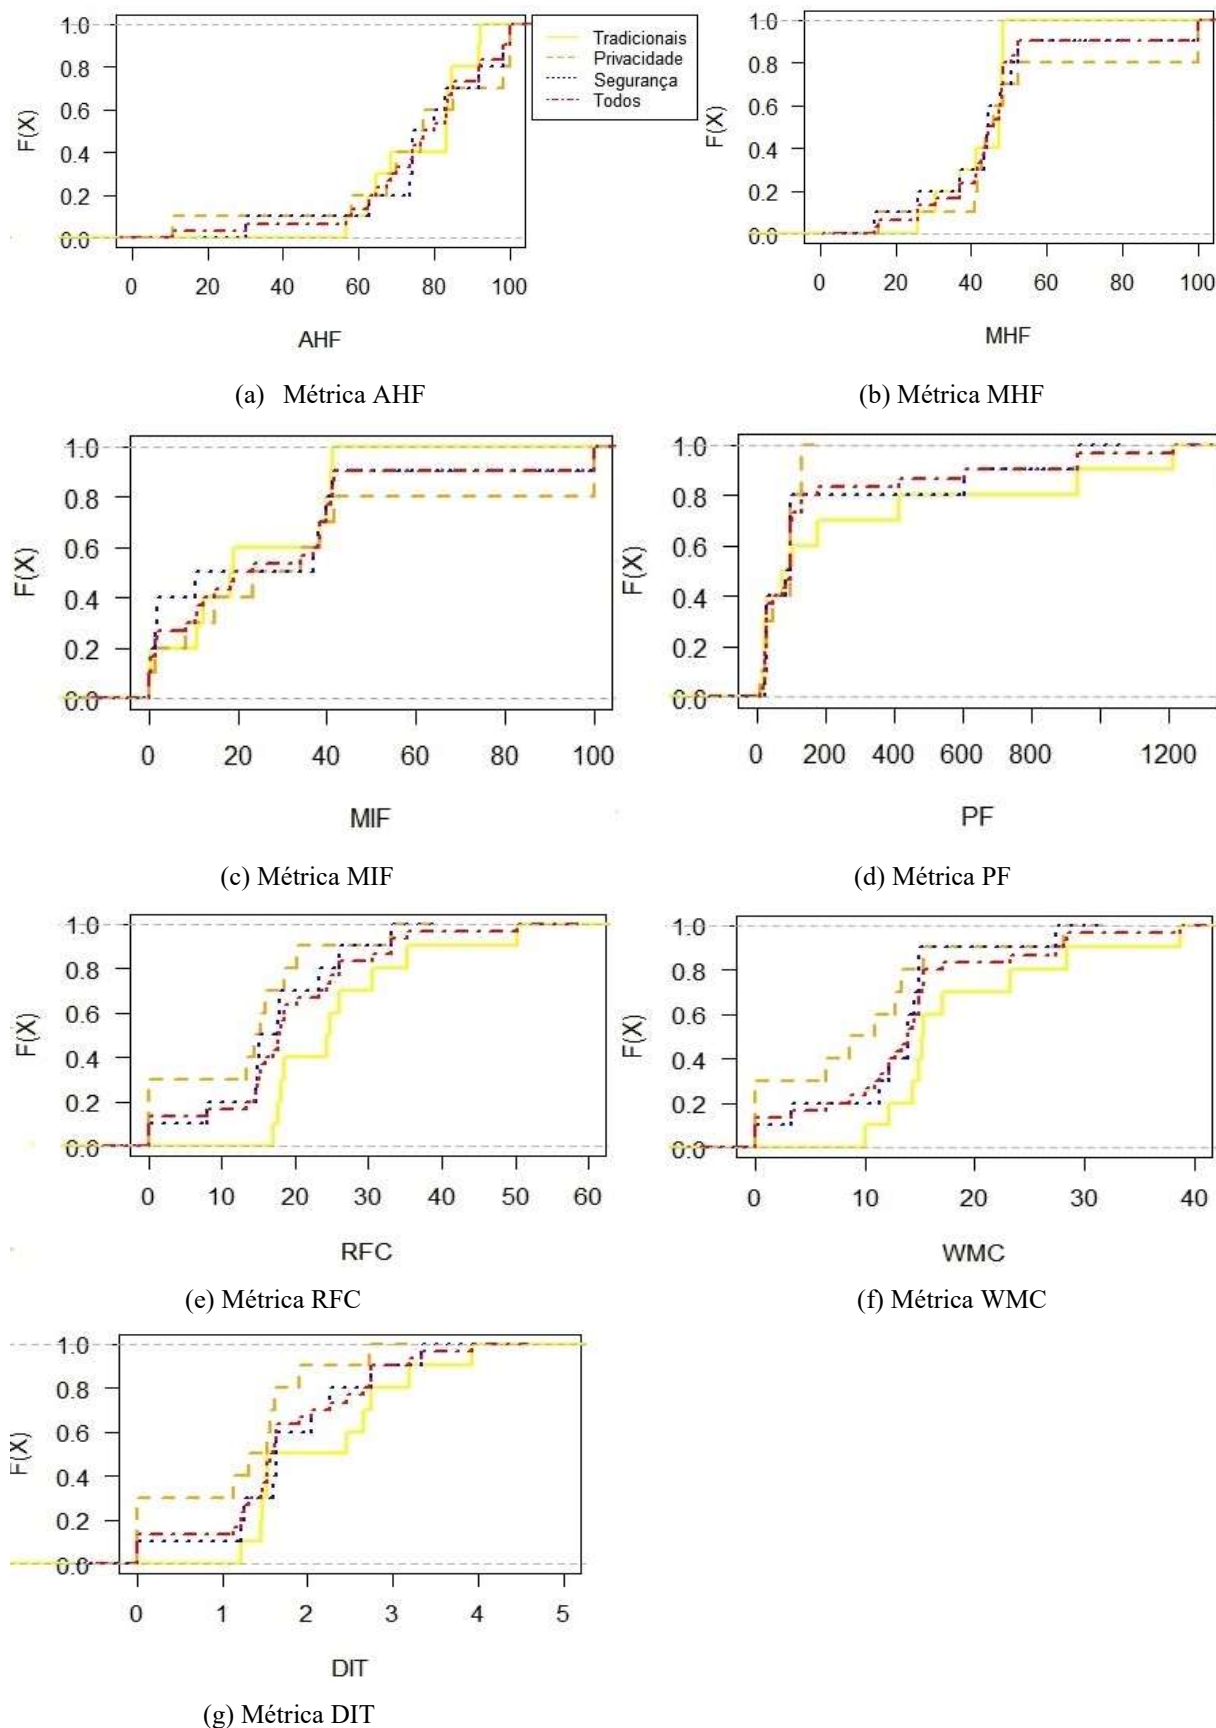 F(X)
1.0
0.8
0.6
0.4
0.2
0.0
0 20 40 60 80 100
AHF
Tradicionais
Privacidade
Segurança
Todos
(a) Métrica AHF
F(X)
1.0
0.8
0.6
0.4
0.2
0.0
0 20 40 60 80 100
MHF
(b) Métrica MHF
F(X)
1.0
0.8
0.6
0.4
0.2
0.0
0 20 40 60 80 100
MIF
(c) Métrica MIF
F(X)
1.0
0.8
0.6
0.4
0.2
0.0
0 200 400 600 800 1200
PF
(d) Métrica PF
F(X)
1.0
0.8
0.6
0.4
0.2
0.0
0 10 20 30 40 50 60
RFC
(e) Métrica RFC
F(X)
1.0
0.8
0.6
0.4
0.2
0.0
0 10 20 30 40
WMC
(f) Métrica WMC
F(X)
1.0
0.8
0.6
0.4
0.2
0.0
0 1 2 3 4 5
DIT
(g) Métrica DIT